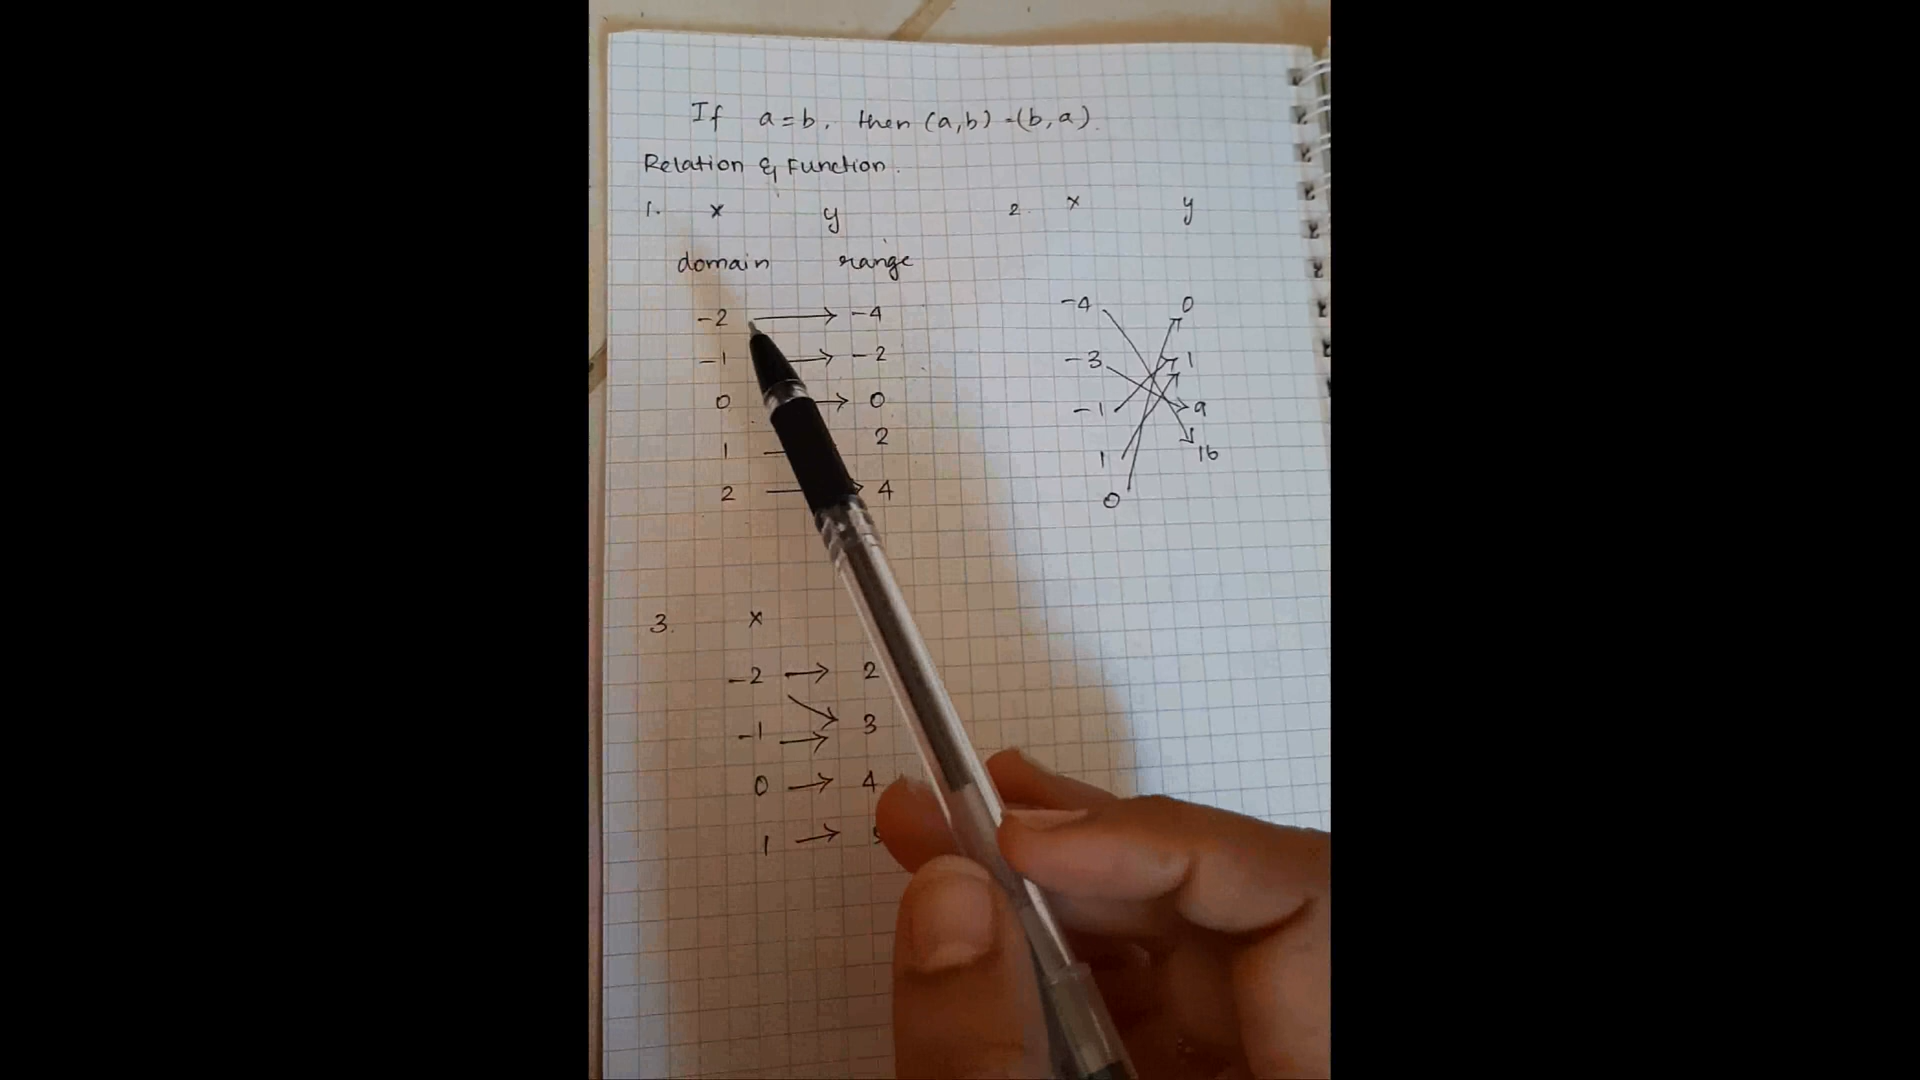 If a = b, then (a,b) = (b,a).
Relation & Function.
1. x y
domain range
-2 → -4
-1 → -2
0 → 0
1 2
2 → 4
2. x y
-4 0
-3 1
-1 9
1 16
0
3. x
-2 → 2
-1 → 3
0 → 4
1 →